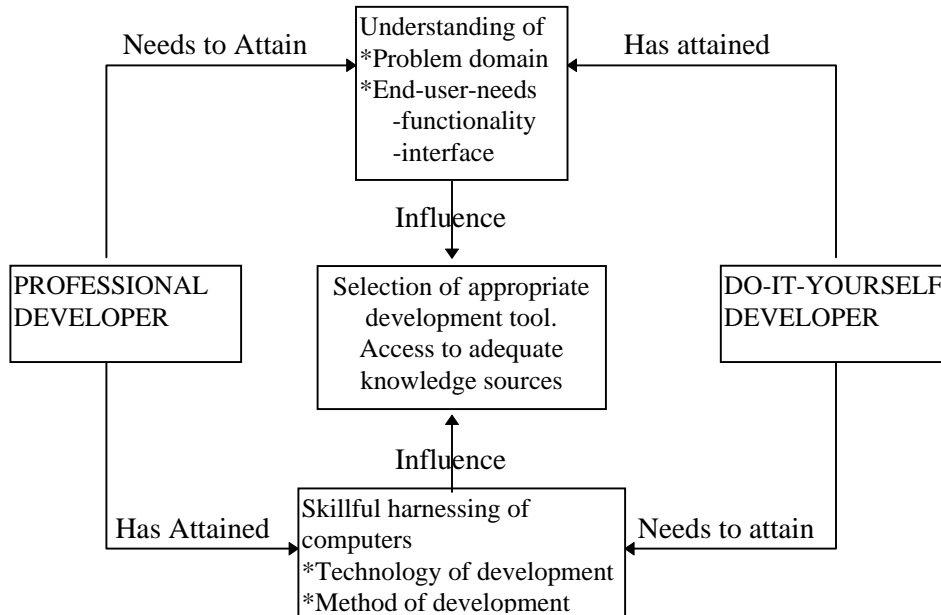 Needs to Attain
Understanding of
*Problem domain
*End-user-needs
-functionality
-interface
Has attained
Influence
PROFESSIONAL
DEVELOPER
Selection of appropriate
development tool.
Access to adequate
knowledge sources
DO-IT-YOURSELF
DEVELOPER
Influence
Has Attained
Skillful harnessing of
computers
*Technology of development
*Method of development
Needs to attain